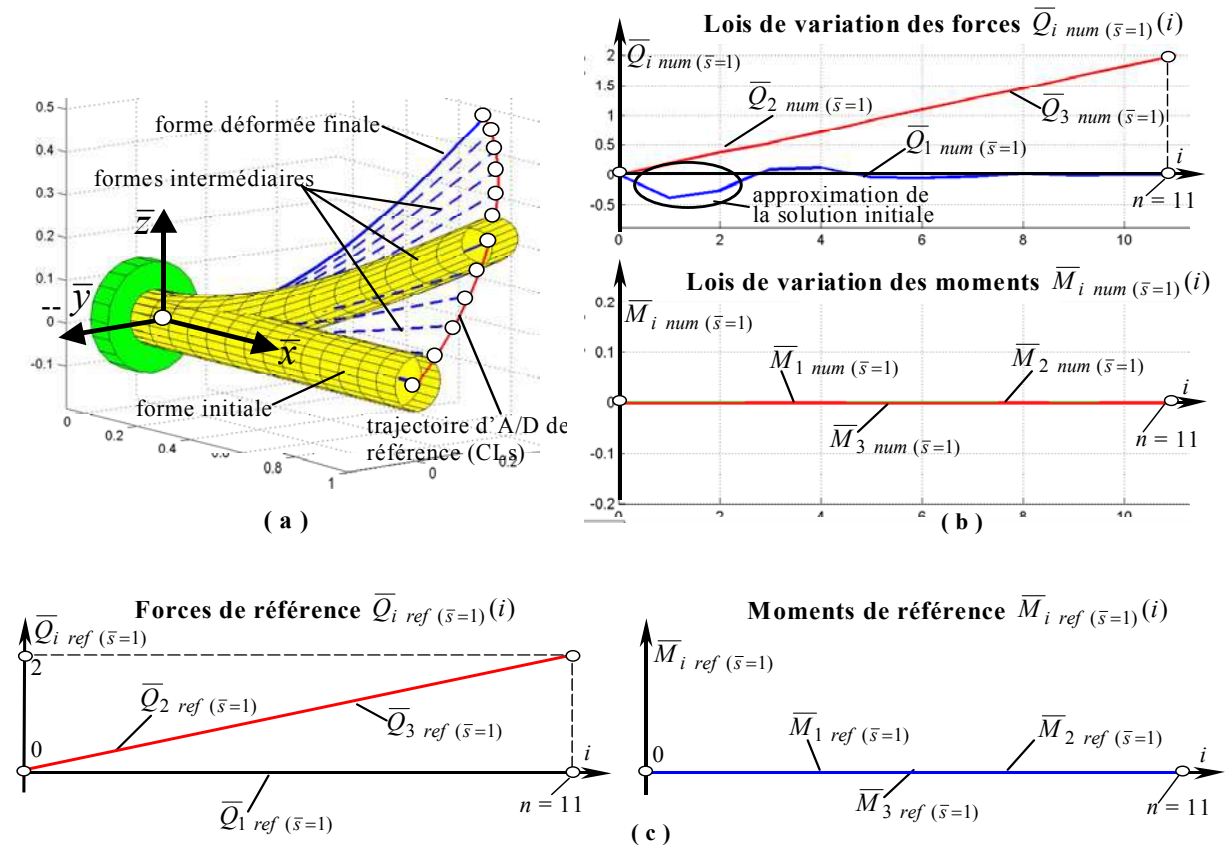 0.5
0.4
0.3
0.2
0.1
0
-0.1
forme déformée finale
formes intermédiaires
z̅
--
y̅
x̅
forme initiale
trajectoire d'A/D de
référence (CLs)
0
0.2
0.4
0.6
0.8
1
0
0.2
( a )
Lois de variation des forces Q̅i num (s̅=1)(i)
Q̅i num (s̅=1)
2
1.5
1
0.5
0
-0.5
Q̅2 num (s̅=1)
Q̅3 num (s̅=1)
Q̅1 num (s̅=1)
i
approximation de
la solution initiale
n = 11
0 2 4 6 8 10
Lois de variation des moments M̅i num (s̅=1)(i)
M̅i num (s̅=1)
0.2
0.1
0
-0.1
-0.2
M̅1 num (s̅=1)
M̅2 num (s̅=1)
M̅3 num (s̅=1)
i
n = 11
0 2 4 6 8 10
( b )
Forces de référence Q̅i ref (s̅=1)(i)
Q̅i ref (s̅=1)
2
0
Q̅2 ref (s̅=1)
Q̅3 ref (s̅=1)
Q̅1 ref (s̅=1)
i
n = 11
Moments de référence M̅i ref (s̅=1)(i)
M̅i ref (s̅=1)
0
M̅1 ref (s̅=1)
M̅2 ref (s̅=1)
M̅3 ref (s̅=1)
i
n = 11
( c )